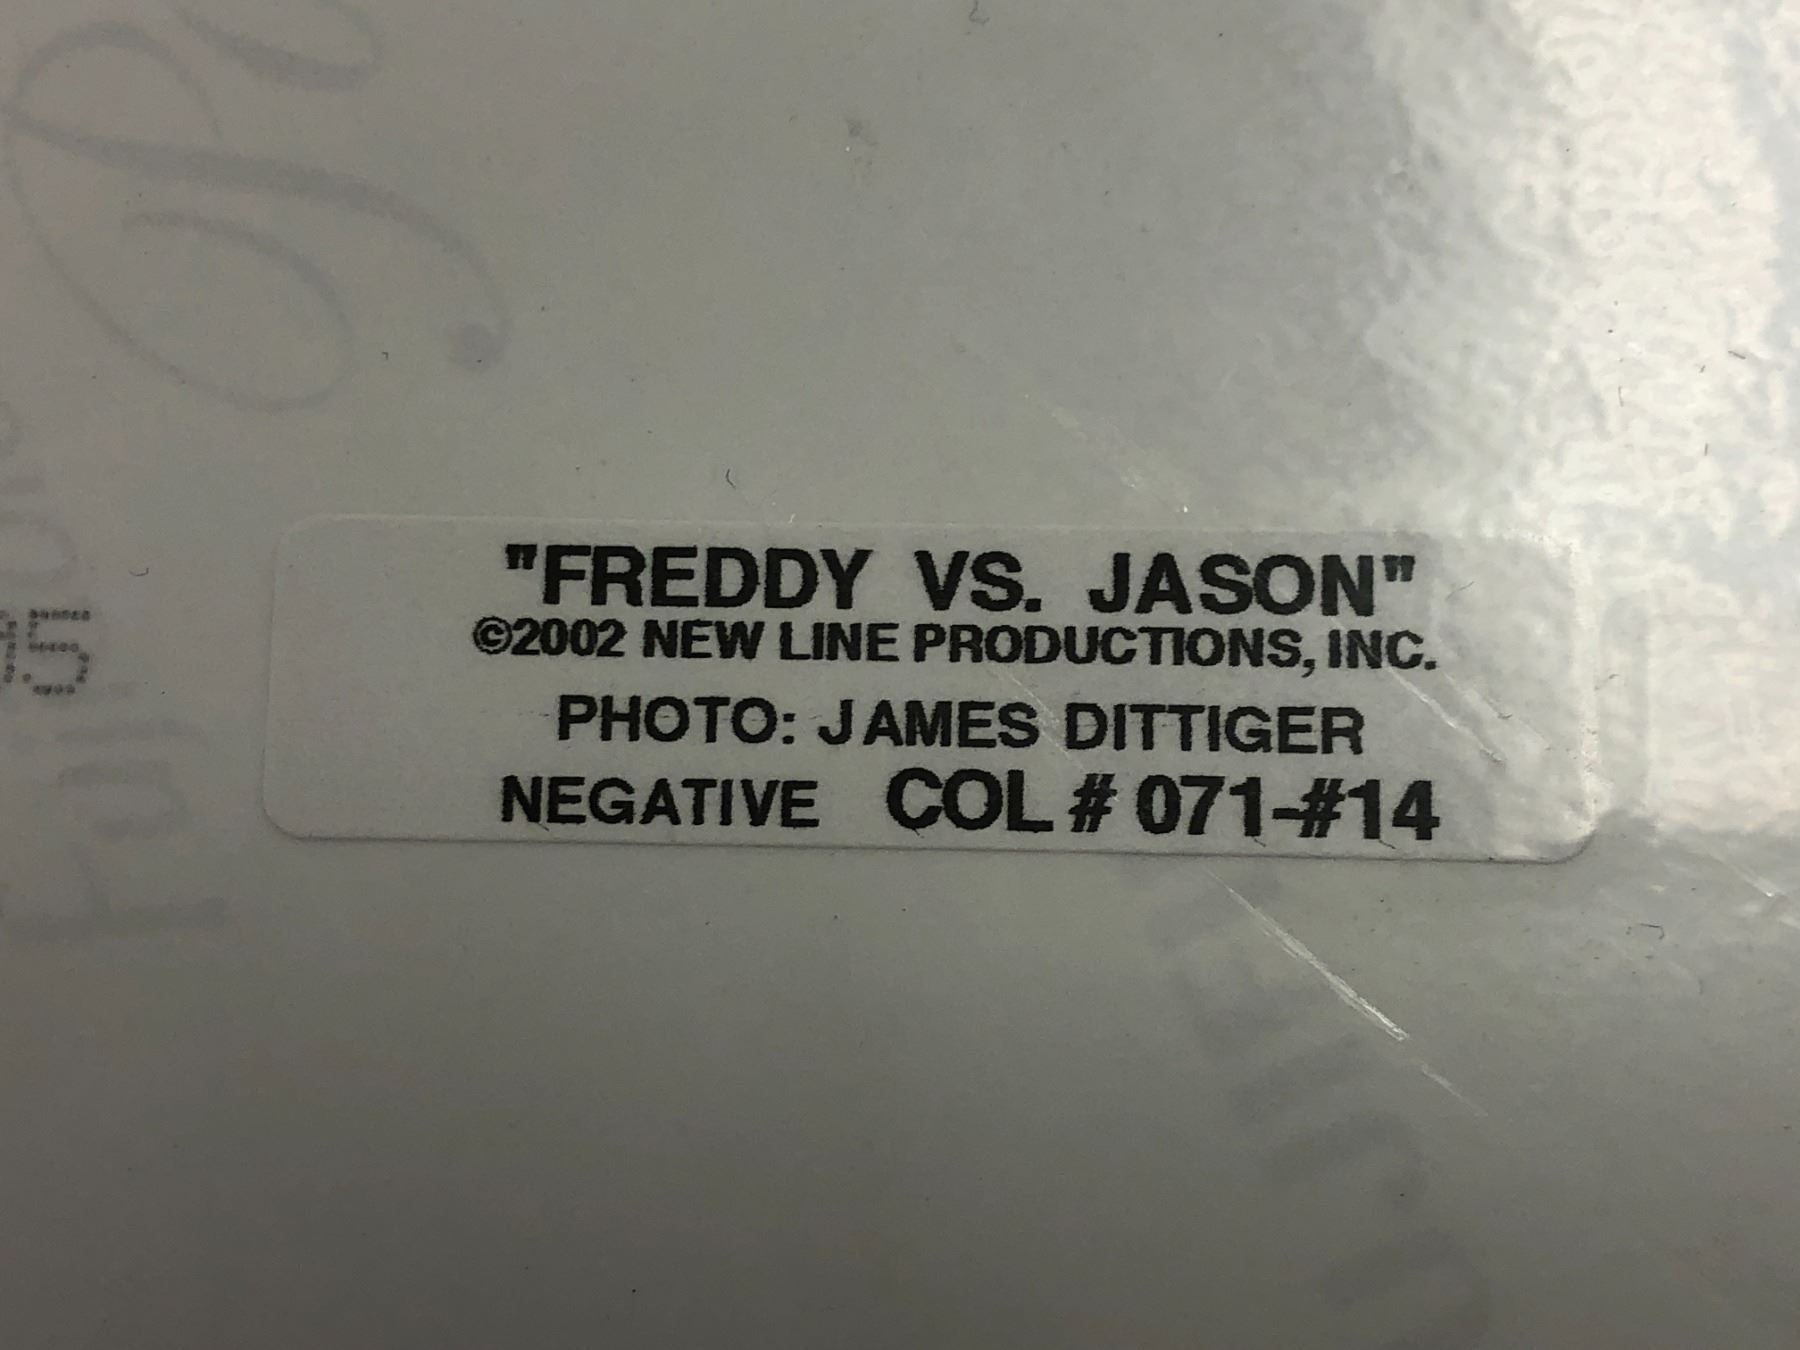 "FREDDY VS. JASON"
©2002 NEW LINE PRODUCTIONS, INC.
PHOTO: JAMES DITTIGER
NEGATIVE COL # 071-#14